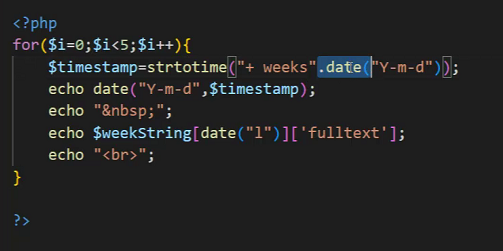 <?php
for($i=0;$i<5;$i++){
    $timestamp=strtotime("+ weeks".date("Y-m-d"));
    echo date("Y-m-d",$timestamp);
    echo "&nbsp;";
    echo $weekString[date("l")]['fulltext'];
    echo "<br>";
}

?>